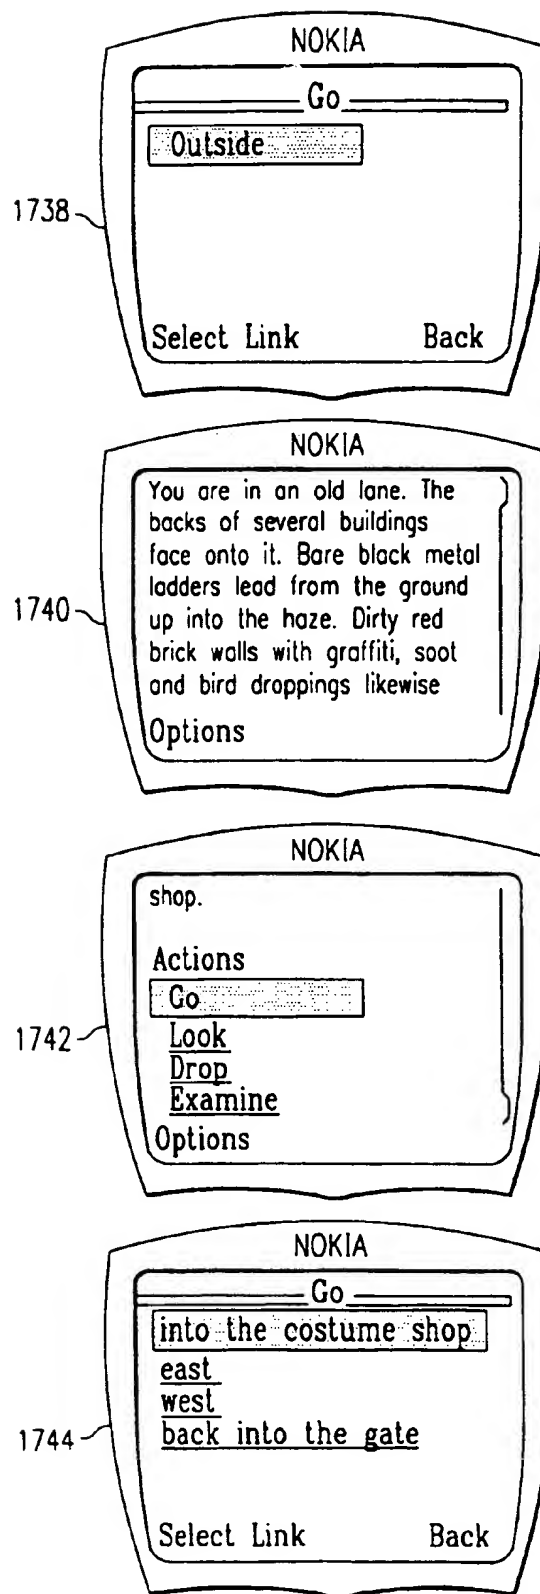 NOKIA
Go
Outside
1738
Select Link Back
NOKIA
You are in an old lane. The
backs of several buildings
face onto it. Bare black metal
ladders lead from the ground
1740
up into the haze. Dirty red
brick walls with graffiti, soot
and bird droppings likewise
Options
NOKIA
shop.
Actions
Go
1742
Look
Drop
Examine
Options
NOKIA
Go
into the costume shop
east
west
1744
back into the gate
Select Link Back